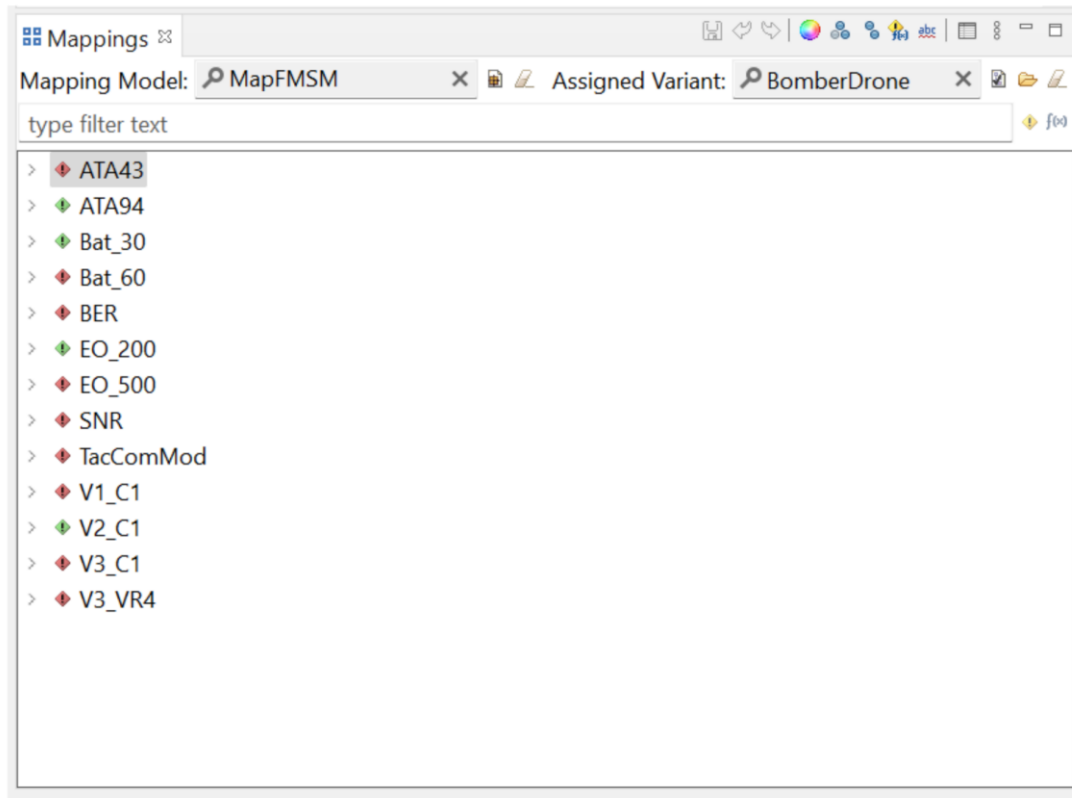 Mappings
Mapping Model: MapFMSM Assigned Variant: BomberDrone
type filter text
ATA43
ATA94
Bat_30
Bat_60
BER
EO_200
EO_500
SNR
TacComMod
V1_C1
V2_C1
V3_C1
V3_VR4